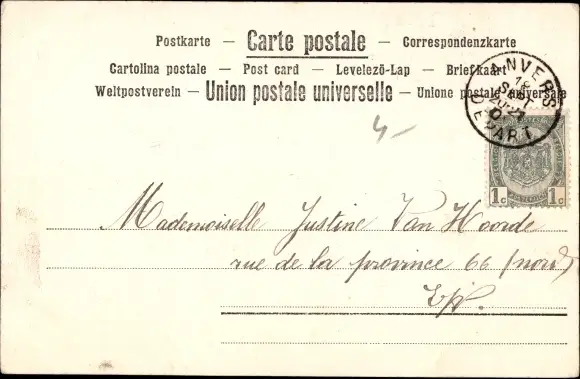 Postkarte — Carte postale — Correspondenzkarte
Cartolina postale — Post card — Levelezö-Lap — Briefkaart
Weltpostverein — Union postale universelle — Unione postale universale
ANVERS
DEPART
4-
1c 1c
Mademoiselle Justine Van Hoorde
rue de la province 66 (nord)